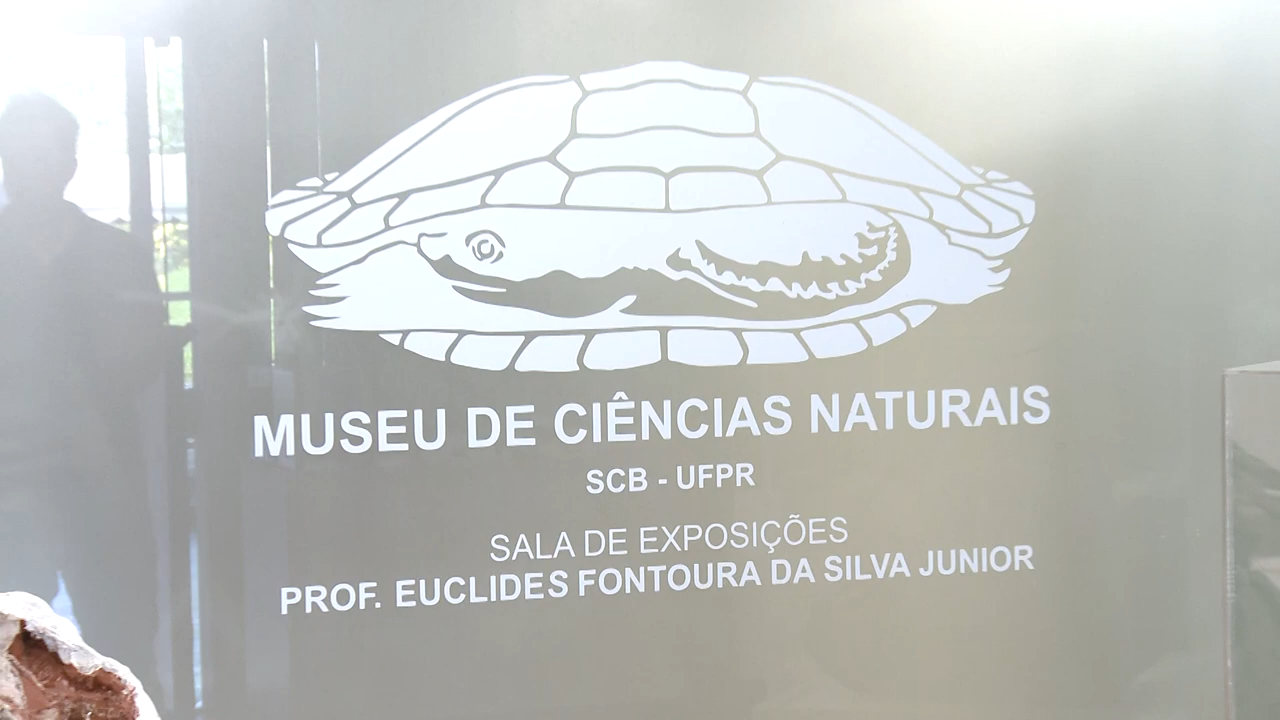 MUSEU DE CIÊNCIAS NATURAIS
SCB - UFPR
SALA DE EXPOSIÇÕES
PROF. EUCLIDES FONTOURA DA SILVA JUNIOR